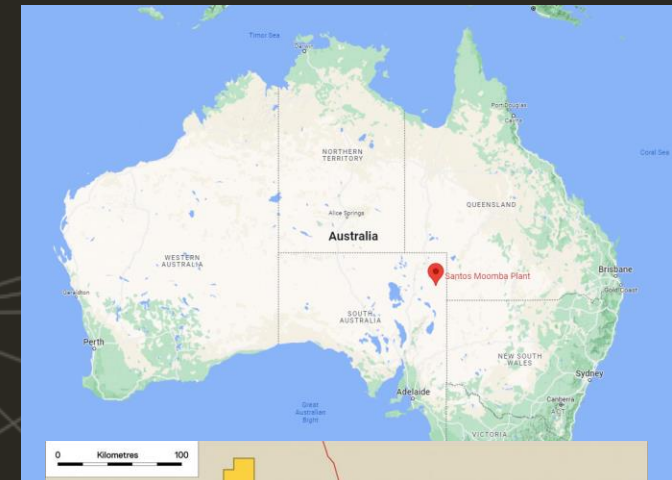 Timor Sea
Darwin
Port Douglas
Cairns
Coral Sea
NORTHERN
TERRITORY
QUEENSLAND
Alice Springs
Australia
WESTERN
AUSTRALIA
Santos Moomba Plant
Brisbane
Gold Coast
Geraldton
SOUTH
AUSTRALIA
Perth
NEW SOUTH
WALES
Sydney
Adelaide
Canberra
ACT
Great
Australian
Bight
VICTORIA
0 Kilometres 100